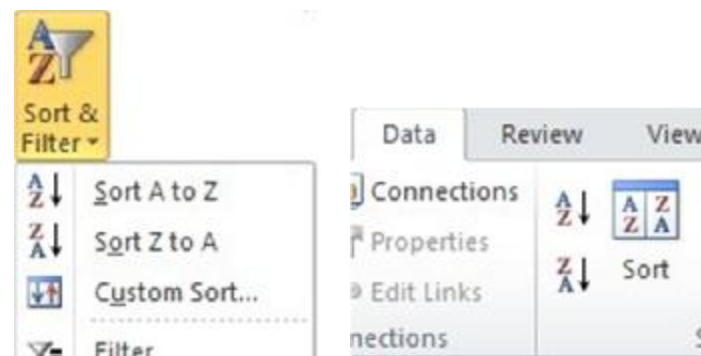 Sort &
Filter
Sort A to Z
Sort Z to A
Custom Sort...
Filter
Data Review View
Connections
Properties
Edit Links
Sort
nections